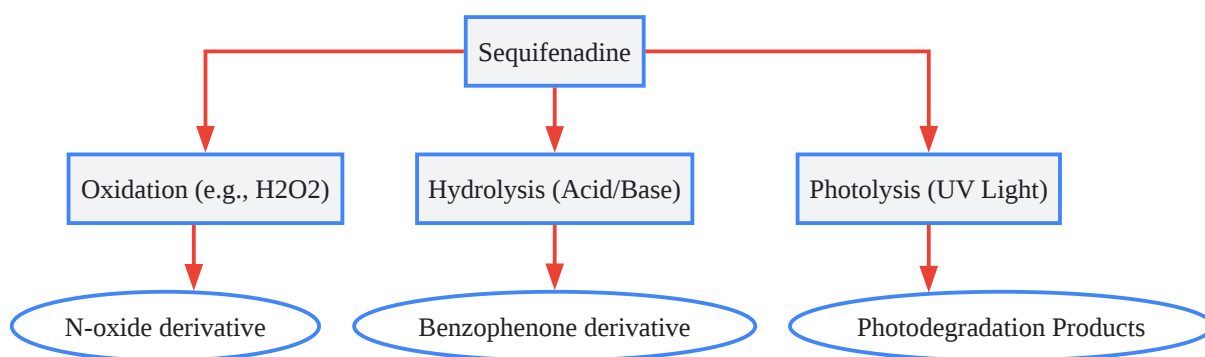 Sequifenadine
Oxidation (e.g., H2O2)
Hydrolysis (Acid/Base)
Photolysis (UV Light)
N-oxide derivative
Benzophenone derivative
Photodegradation Products